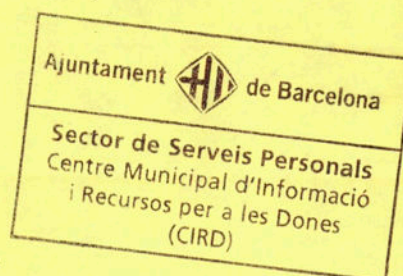 Ajuntament de Barcelona
Sector de Serveis Personals
Centre Municipal d'Informació
i Recursos per a les Dones
(CIRD)